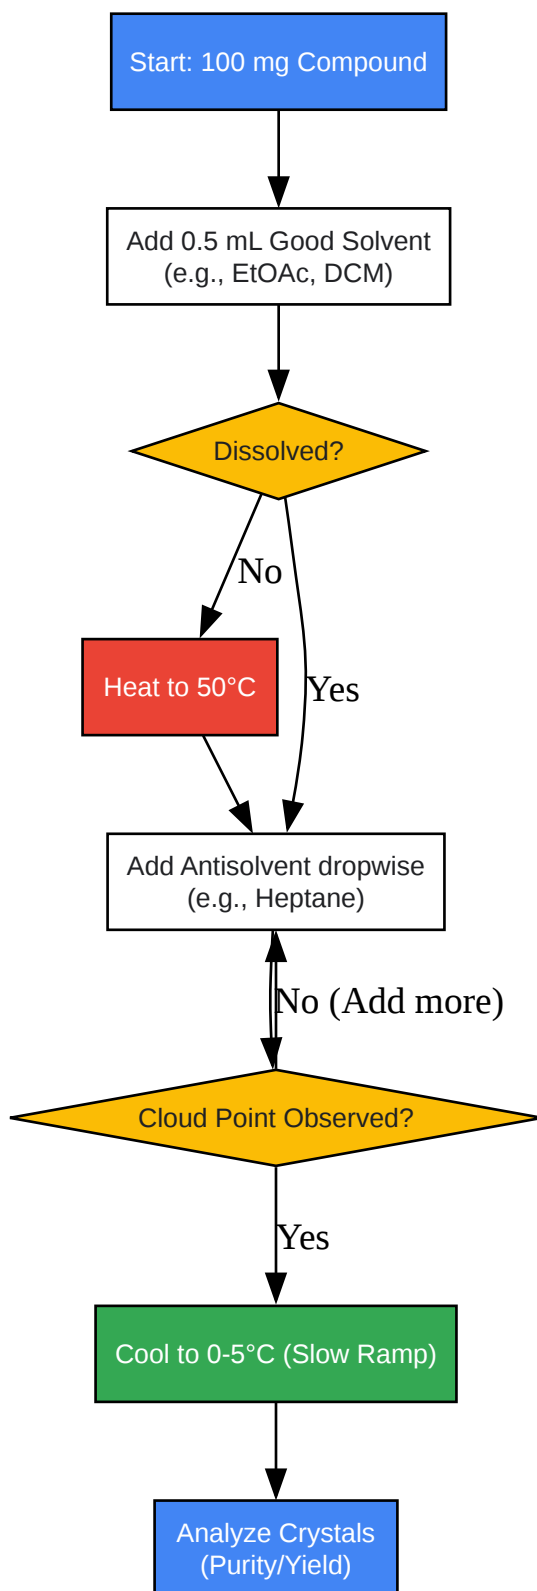 Start: 100 mg Compound
Add 0.5 mL Good Solvent
(e.g., EtOAc, DCM)
Dissolved?
No
Heat to 50°C
Yes
Add Antisolvent dropwise
(e.g., Heptane)
No (Add more)
Cloud Point Observed?
Yes
Cool to 0-5°C (Slow Ramp)
Analyze Crystals
(Purity/Yield)